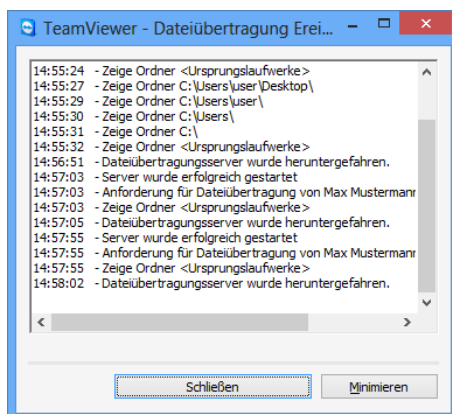 TeamViewer - Dateiübertragung Erei...
14:55:24 - Zeige Ordner <Ursprungslaufwerke>
14:55:27 - Zeige Ordner C:\Users\user\Desktop\
14:55:29 - Zeige Ordner C:\Users\user\
14:55:30 - Zeige Ordner C:\Users\
14:55:31 - Zeige Ordner C:\
14:55:32 - Zeige Ordner <Ursprungslaufwerke>
14:56:51 - Dateiübertragungsserver wurde heruntergefahren.
14:57:03 - Server wurde erfolgreich gestartet
14:57:03 - Anforderung für Dateiübertragung von Max Mustermann
14:57:03 - Zeige Ordner <Ursprungslaufwerke>
14:57:05 - Dateiübertragungsserver wurde heruntergefahren.
14:57:55 - Server wurde erfolgreich gestartet
14:57:55 - Anforderung für Dateiübertragung von Max Mustermann
14:57:55 - Zeige Ordner <Ursprungslaufwerke>
14:58:02 - Dateiübertragungsserver wurde heruntergefahren.
Schließen
Minimieren